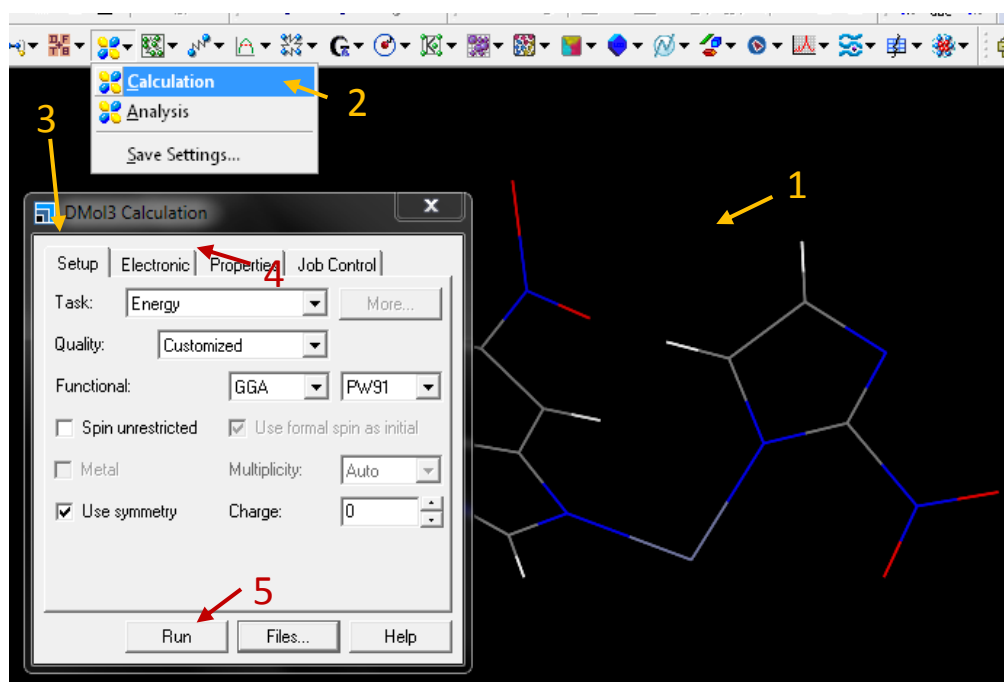 Calculation
2
Analysis
3
Save Settings...
1
DMol3 Calculation
x
Setup Electronic Properties Job Control
4
Task: Energy More...
Quality: Customized
Functional: GGA PW91
Spin unrestricted Use formal spin as initial
Metal Multiplicity: Auto
Use symmetry Charge: 0
5
Run Files... Help